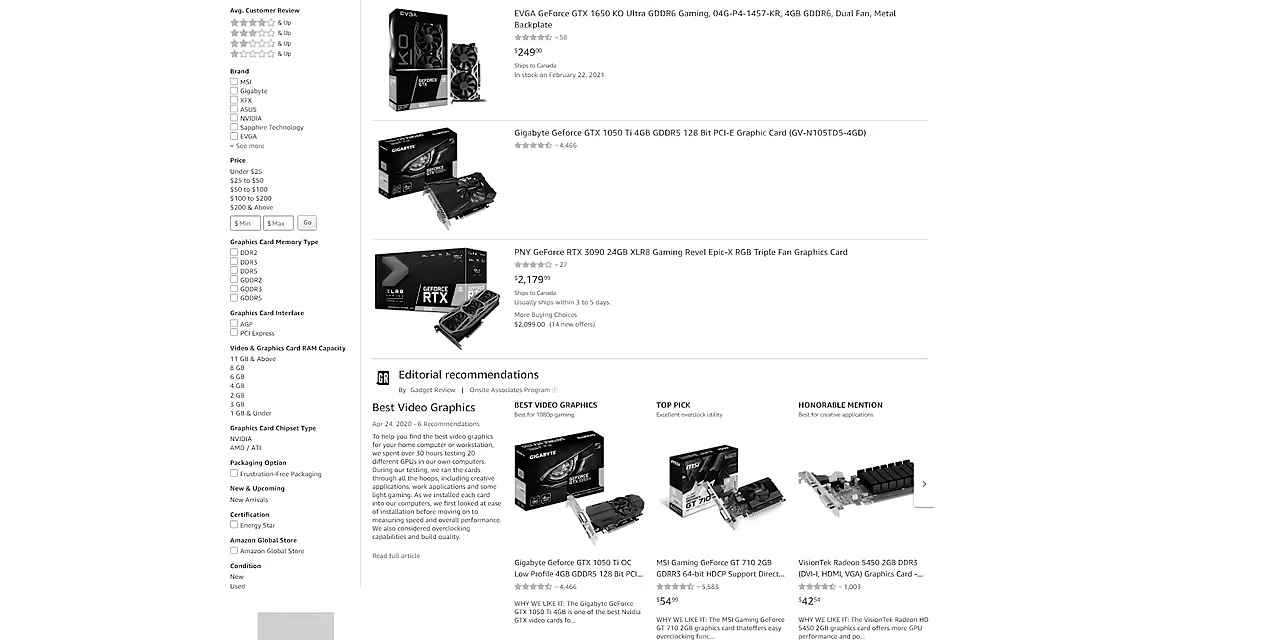 Avg. Customer Review
& Up
& Up
& Up
& Up
Brand
MSI
Gigabyte
XFX
ASUS
NVIDIA
Sapphire Technology
EVGA
See more
Price
Under $25
$25 to $50
$50 to $100
$100 to $200
$200 & Above
$ Min $ Max Go
Graphics Card Memory Type
DDR2
DDR3
DDR5
GDDR2
GDDR3
GDDR5
Graphics Card Interface
AGP
PCI Express
Video & Graphics Card RAM Capacity
11 GB & Above
8 GB
6 GB
4 GB
2 GB
3 GB
1 GB & Under
Graphics Card Chipset Type
NVIDIA
AMD / ATI
Packaging Option
Frustration-Free Packaging
New & Upcoming
New Arrivals
Certification
Energy Star
Amazon Global Store
Amazon Global Store
Condition
New
Used
EVGA
KO
GEFORCE
GTX
EVGA GeForce GTX 1650 KO Ultra GDDR6 Gaming, 04G-P4-1457-KR, 4GB GDDR6, Dual Fan, Metal
Backplate
58
$24900
Ships to Canada
In stock on February 22, 2021.
GIGABYTE
GEFORCE
Gigabyte Geforce GTX 1050 Ti 4GB GDDR5 128 Bit PCI-E Graphic Card (GV-N105TD5-4GD)
4,466
XLR8
GEFORCE
RTX
PNY GeForce RTX 3090 24GB XLR8 Gaming Revel Epic-X RGB Triple Fan Graphics Card
27
$2,17999
Ships to Canada
Usually ships within 3 to 5 days.
More Buying Choices
$2,099.00 (14 new offers)
GR
Editorial recommendations
By Gadget Review | Onsite Associates Program
Best Video Graphics
Apr 24, 2020 - 6 Recommendations
To help you find the best video graphics
for your home computer or workstation,
we spent over 30 hours testing 20
different GPUs in our own computers.
During our testing, we ran the cards
through all the hoops, including creative
applications, work applications and some
light gaming. As we installed each card
into our computers, we first looked at ease
of installation before moving on to
measuring speed and overall performance.
We also considered overclocking
capabilities and build quality.
Read full article
BEST VIDEO GRAPHICS
Best for 1080p gaming
GIGABYTE
GEFORCE
Gigabyte Geforce GTX 1050 Ti OC
Low Profile 4GB GDDR5 128 Bit PCI...
4,466
WHY WE LIKE IT: The Gigabyte GeForce
GTX 1050 Ti 4GB is one of the best Nvidia
GTX video cards fo...
TOP PICK
Excellent overclock utility
msi
GT 710
MSI Gaming GeForce GT 710 2GB
GDRR3 64-bit HDCP Support Direct...
5,583
$5499
WHY WE LIKE IT: The MSI Gaming GeForce
GT 710 2GB graphics card thatoffers easy
overclocking func...
HONORABLE MENTION
Best for creative applications
VisionTek Radeon 5450 2GB DDR3
(DVI-I, HDMI, VGA) Graphics Card -...
1,003
$4254
WHY WE LIKE IT: The VisionTek Radeon HD
5450 2GB graphics card offers more GPU
performance and po...